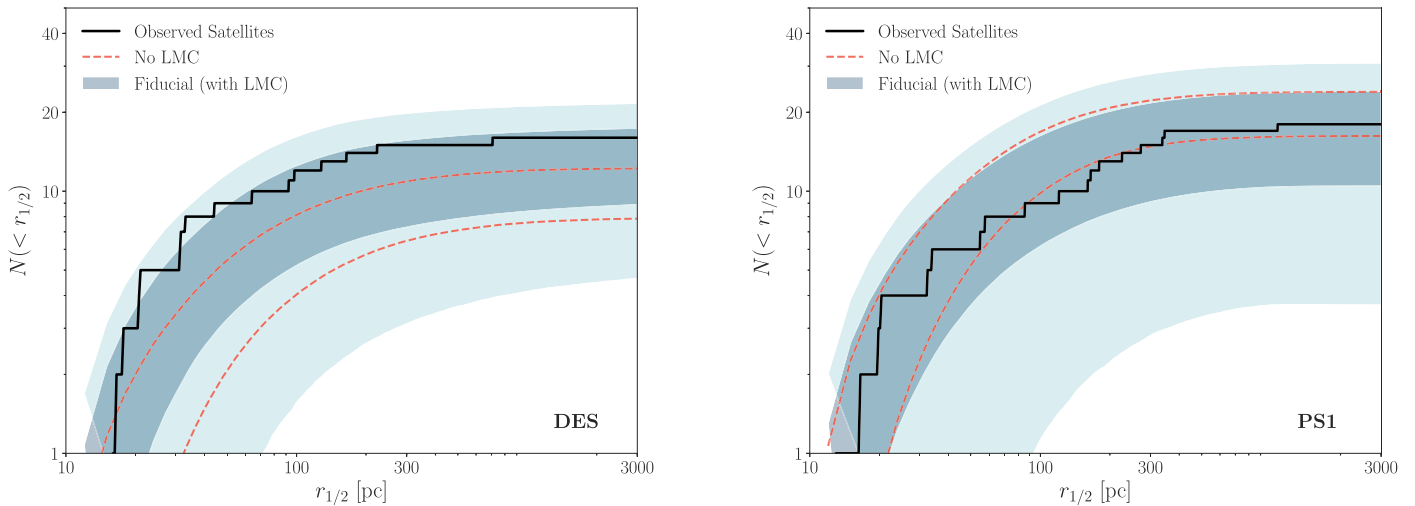 Observed Satellites
No LMC
Fiducial (with LMC)
40
20
10
1
N(< r1/2)
DES
10
100
300
3000
r1/2 [pc]
Observed Satellites
No LMC
Fiducial (with LMC)
40
20
10
1
N(< r1/2)
PS1
10
100
300
3000
r1/2 [pc]